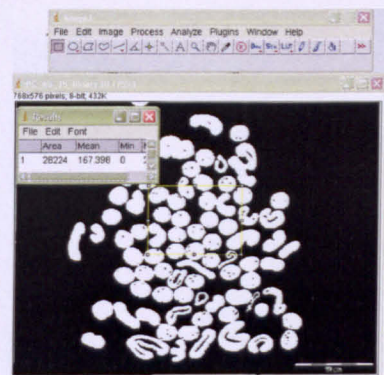 File Edit Image Process Analyze Plugins Window Help
768x576 pixels; 8-bit; 432K
Results
File Edit Font
Area Mean Min
1 28224 167.396 0